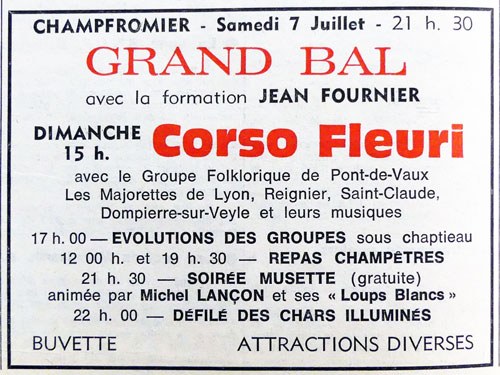 CHAMPFROMIER - Samedi 7 Juillet - 21 h. 30
GRAND BAL
avec la formation JEAN FOURNIER
DIMANCHE
15 h.
Corso Fleuri
avec le Groupe Folklorique de Pont-de-Vaux
Les Majorettes de Lyon, Reignier, Saint-Claude,
Dompierre-sur-Veyle et leurs musiques
17 h. 00 — EVOLUTIONS DES GROUPES sous chaptieau
12 00 h. et 19 h. 30 — REPAS CHAMPÊTRES
21 h. 30 — SOIRÉE MUSETTE (gratuite)
animée par Michel LANÇON et ses « Loups Blancs »
22 h. 00 — DÉFILÉ DES CHARS ILLUMINÉS
BUVETTE ATTRACTIONS DIVERSES